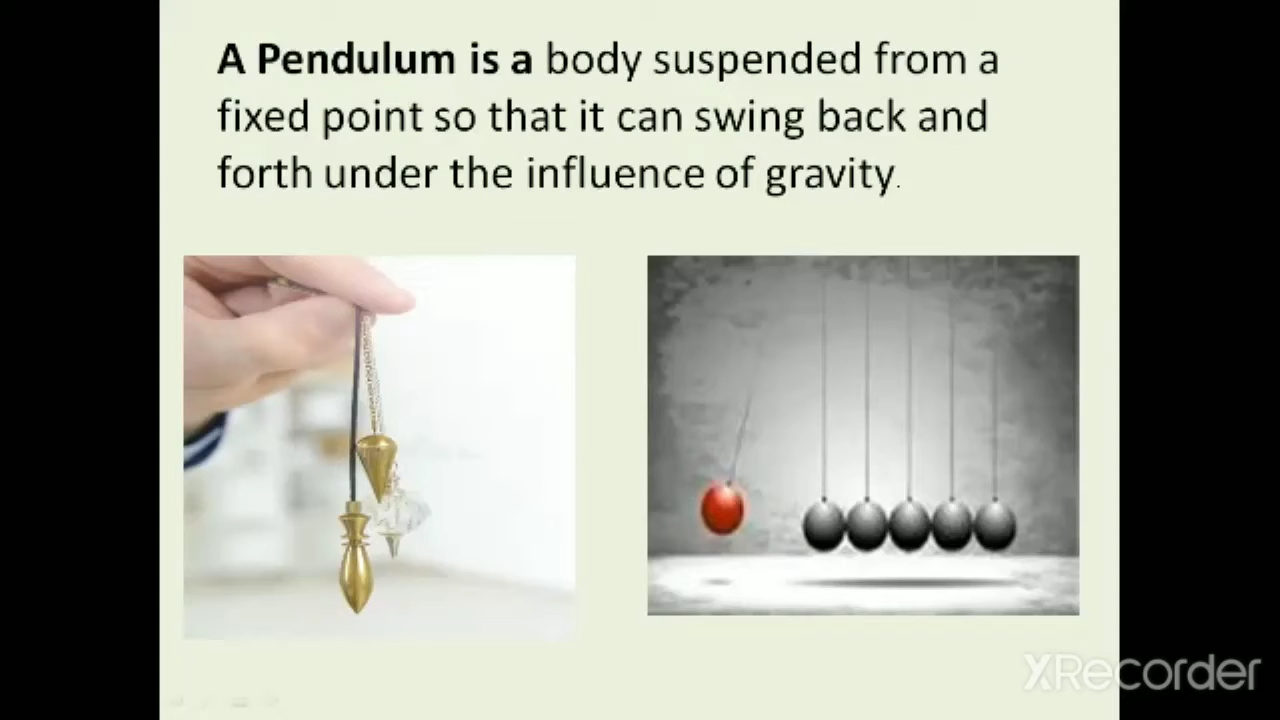 A Pendulum is a body suspended from a
fixed point so that it can swing back and
forth under the influence of gravity.
XRecorder